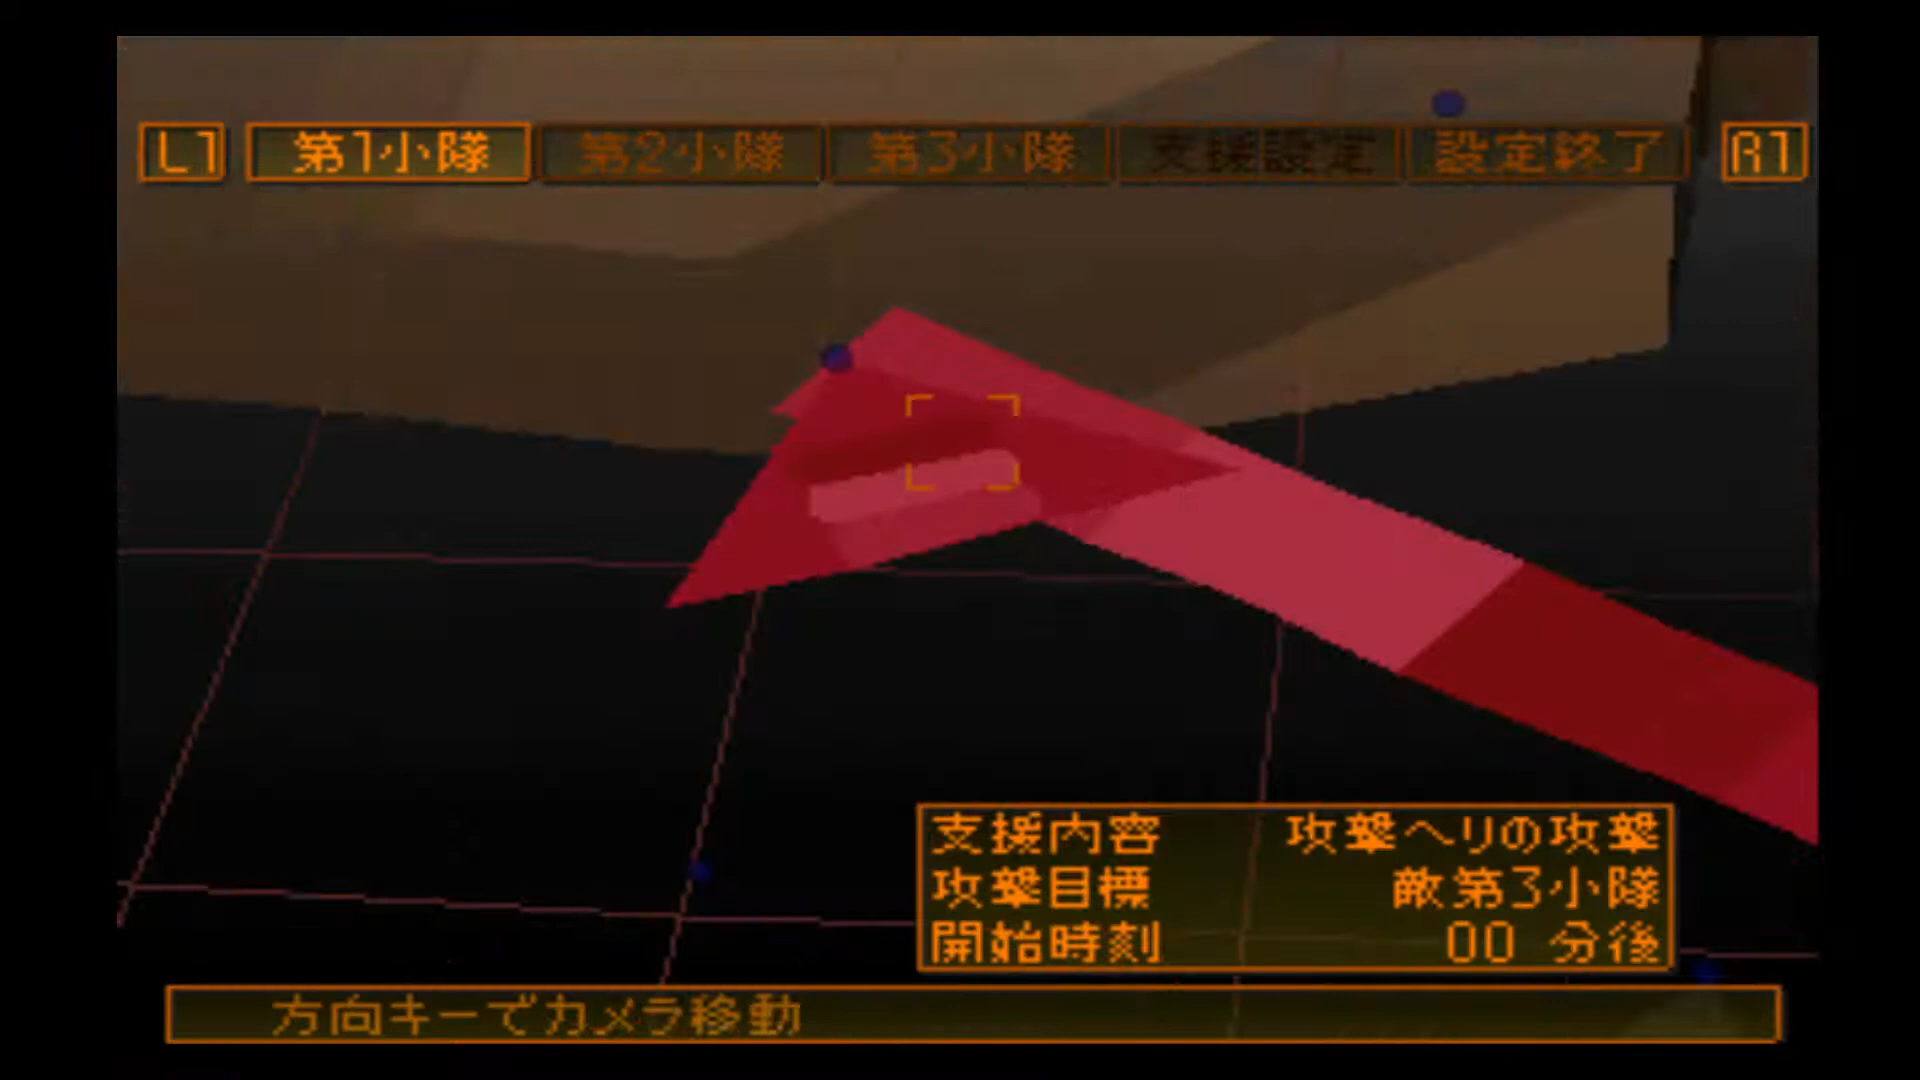 L1 第1小隊 第2小隊 第3小隊 支援設定 設定終了 R1
支援内容 攻撃ヘリの攻撃
攻撃目標 敵第3小隊
開始時刻 00 分後
方向キーでカメラ移動